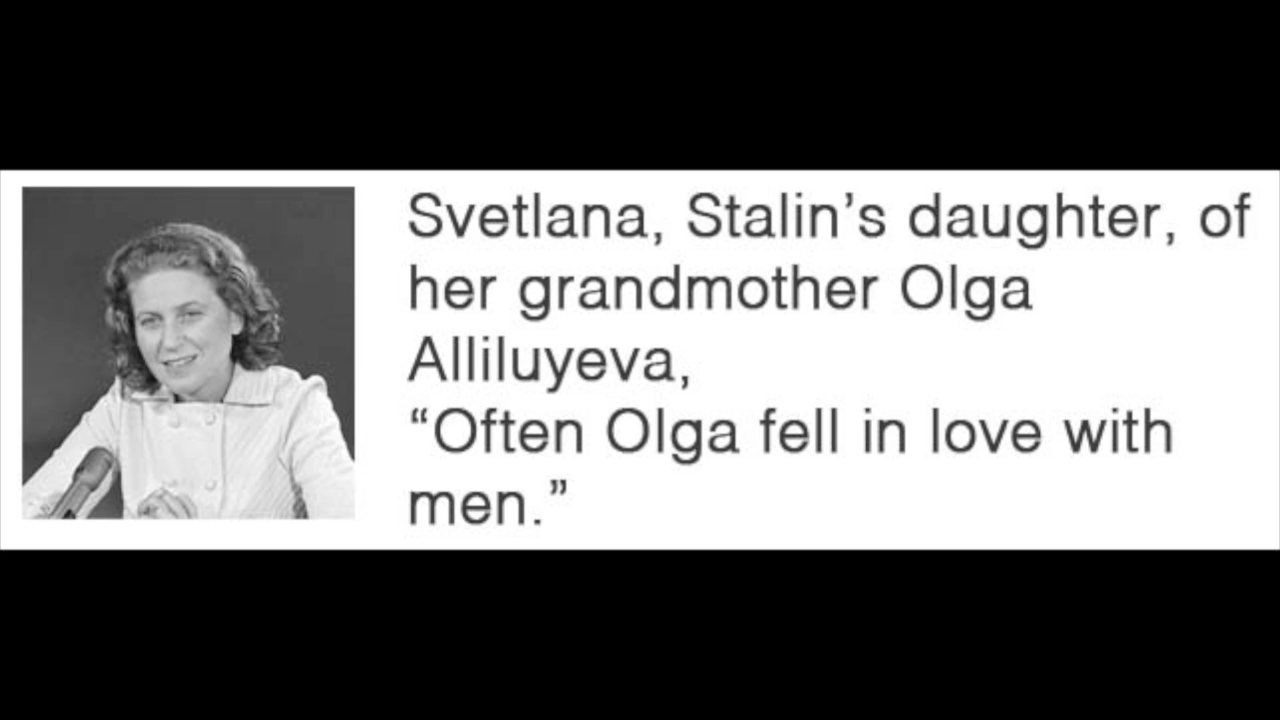 Svetlana, Stalin’s daughter, of
her grandmother Olga
Alliluyeva,
“Often Olga fell in love with
men.”